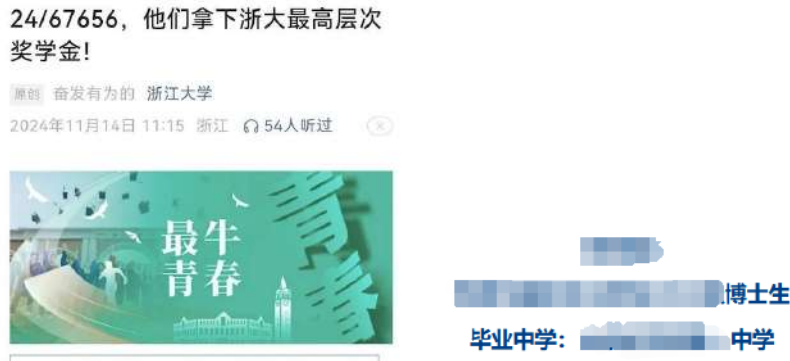 24/67656，他们拿下浙大最高层次
奖学金!
原创 奋发有为的 浙江大学
2024年11月14日 11:15 浙江 54人听过
最牛
青春
青春
博士生
毕业中学：
中学